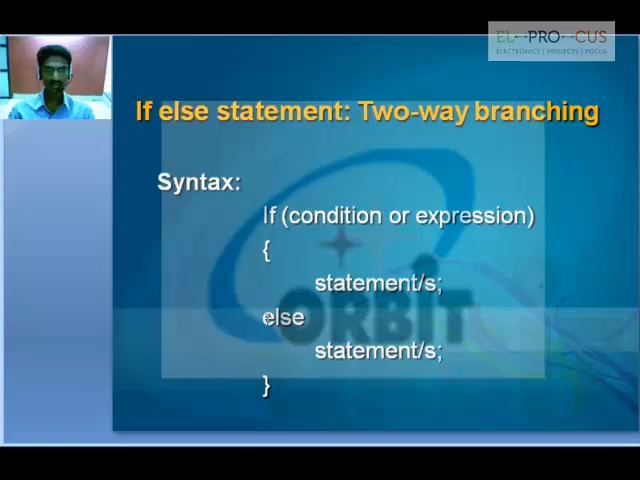 EL--PRO--CUS
ELECTRONICS | PROJECTS | FOCUS
If else statement: Two-way branching
Syntax:
If (condition or expression)
{
statement/s;
else
ORBIT
statement/s;
}